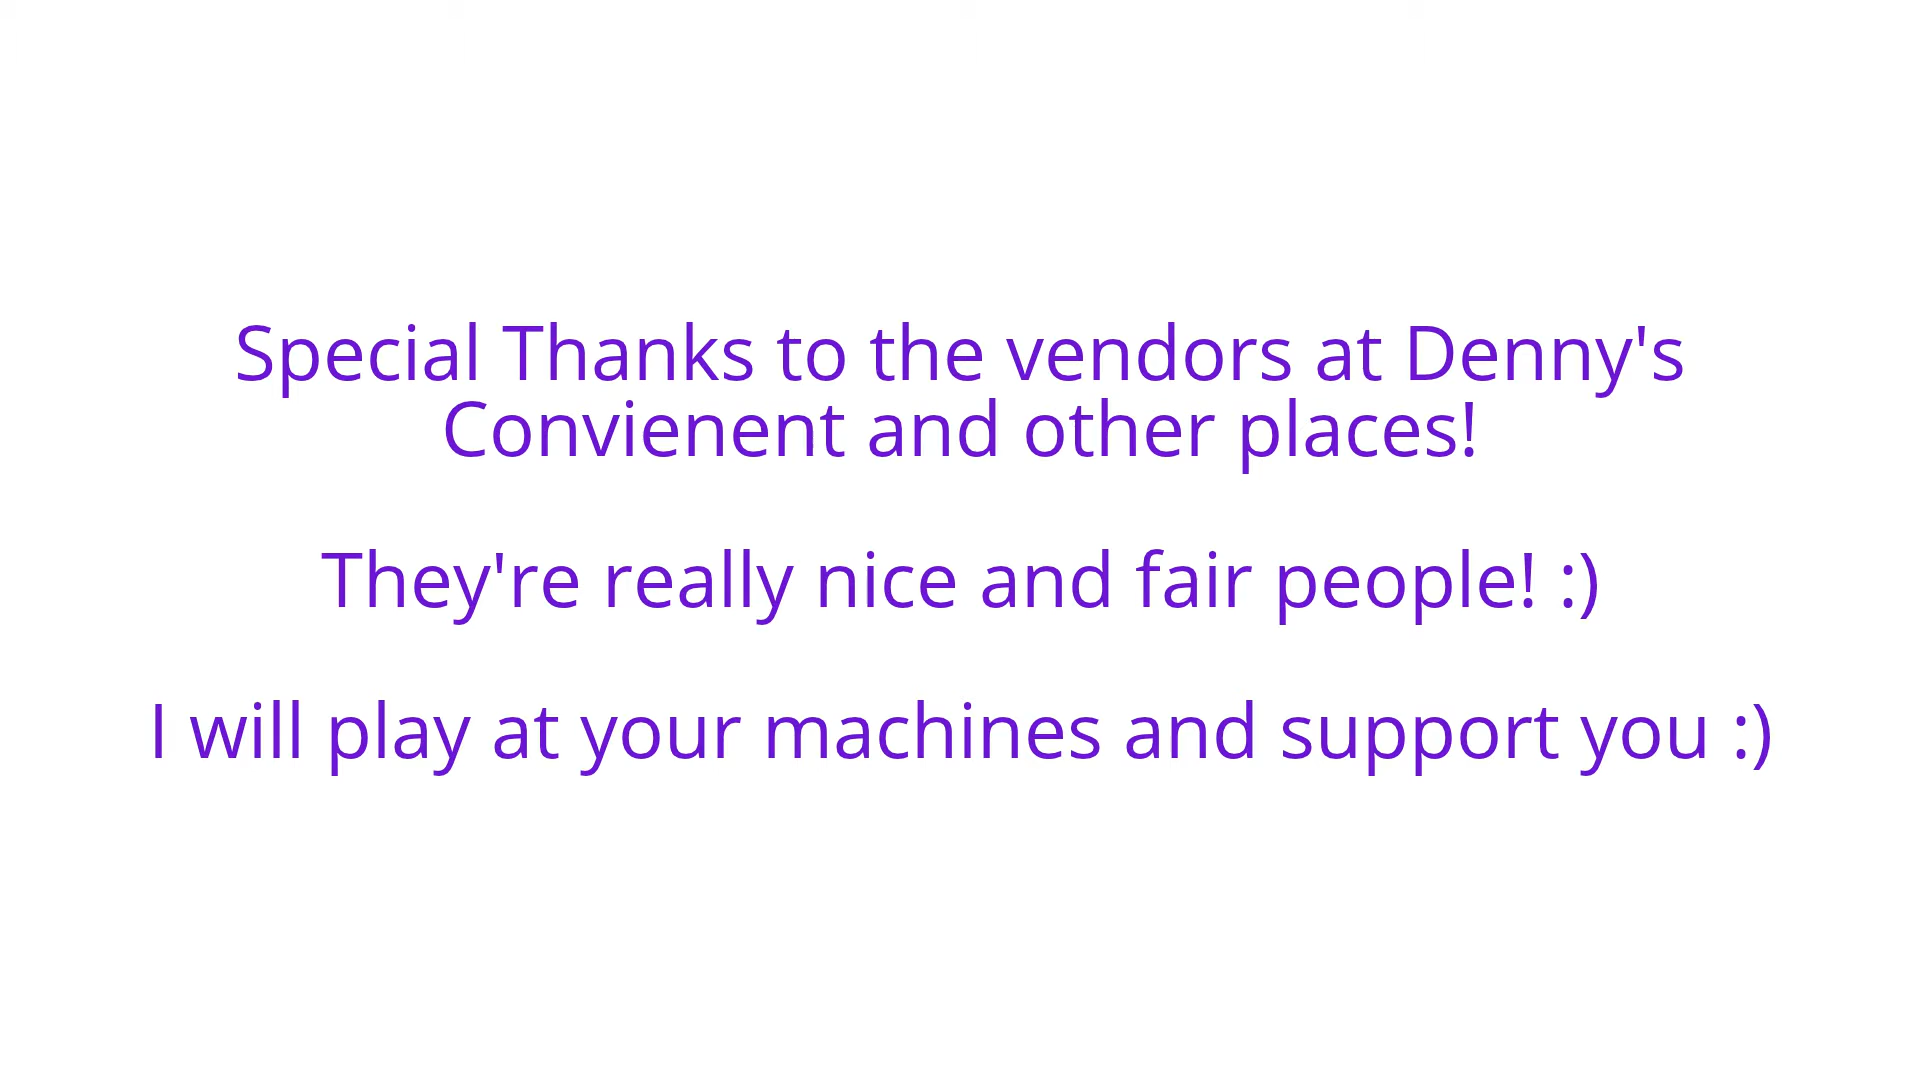 Special Thanks to the vendors at Denny's
Convienent and other places!
They're really nice and fair people! :)
I will play at your machines and support you :)